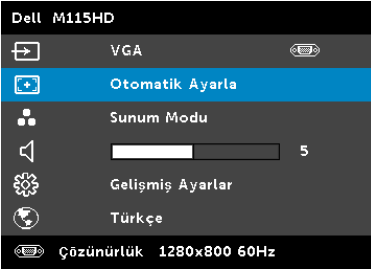 Dell M115HD
VGA
Otomatik Ayarla
Sunum Modu
5
Gelişmiş Ayarlar
Türkçe
Çözünürlük 1280x800 60Hz